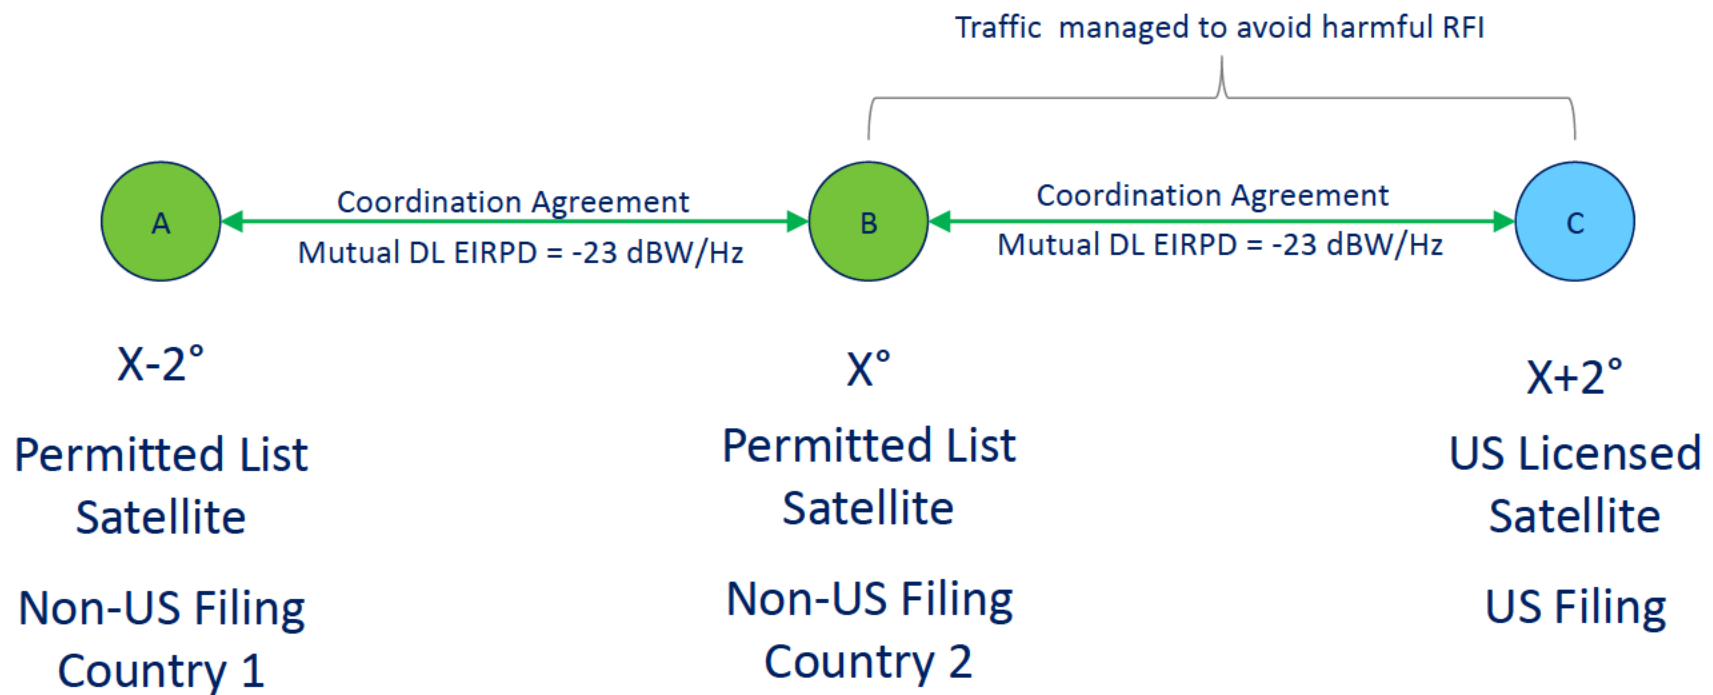 Traffic  managed to avoid harmful RFI
A
Coordination Agreement
Mutual DL EIRPD = -23 dBW/Hz
B
Coordination Agreement
Mutual DL EIRPD = -23 dBW/Hz
C
X-2°
Permitted List
Satellite
Non-US Filing
Country 1
X°
Permitted List
Satellite
Non-US Filing
Country 2
X+2°
US Licensed
Satellite
US Filing